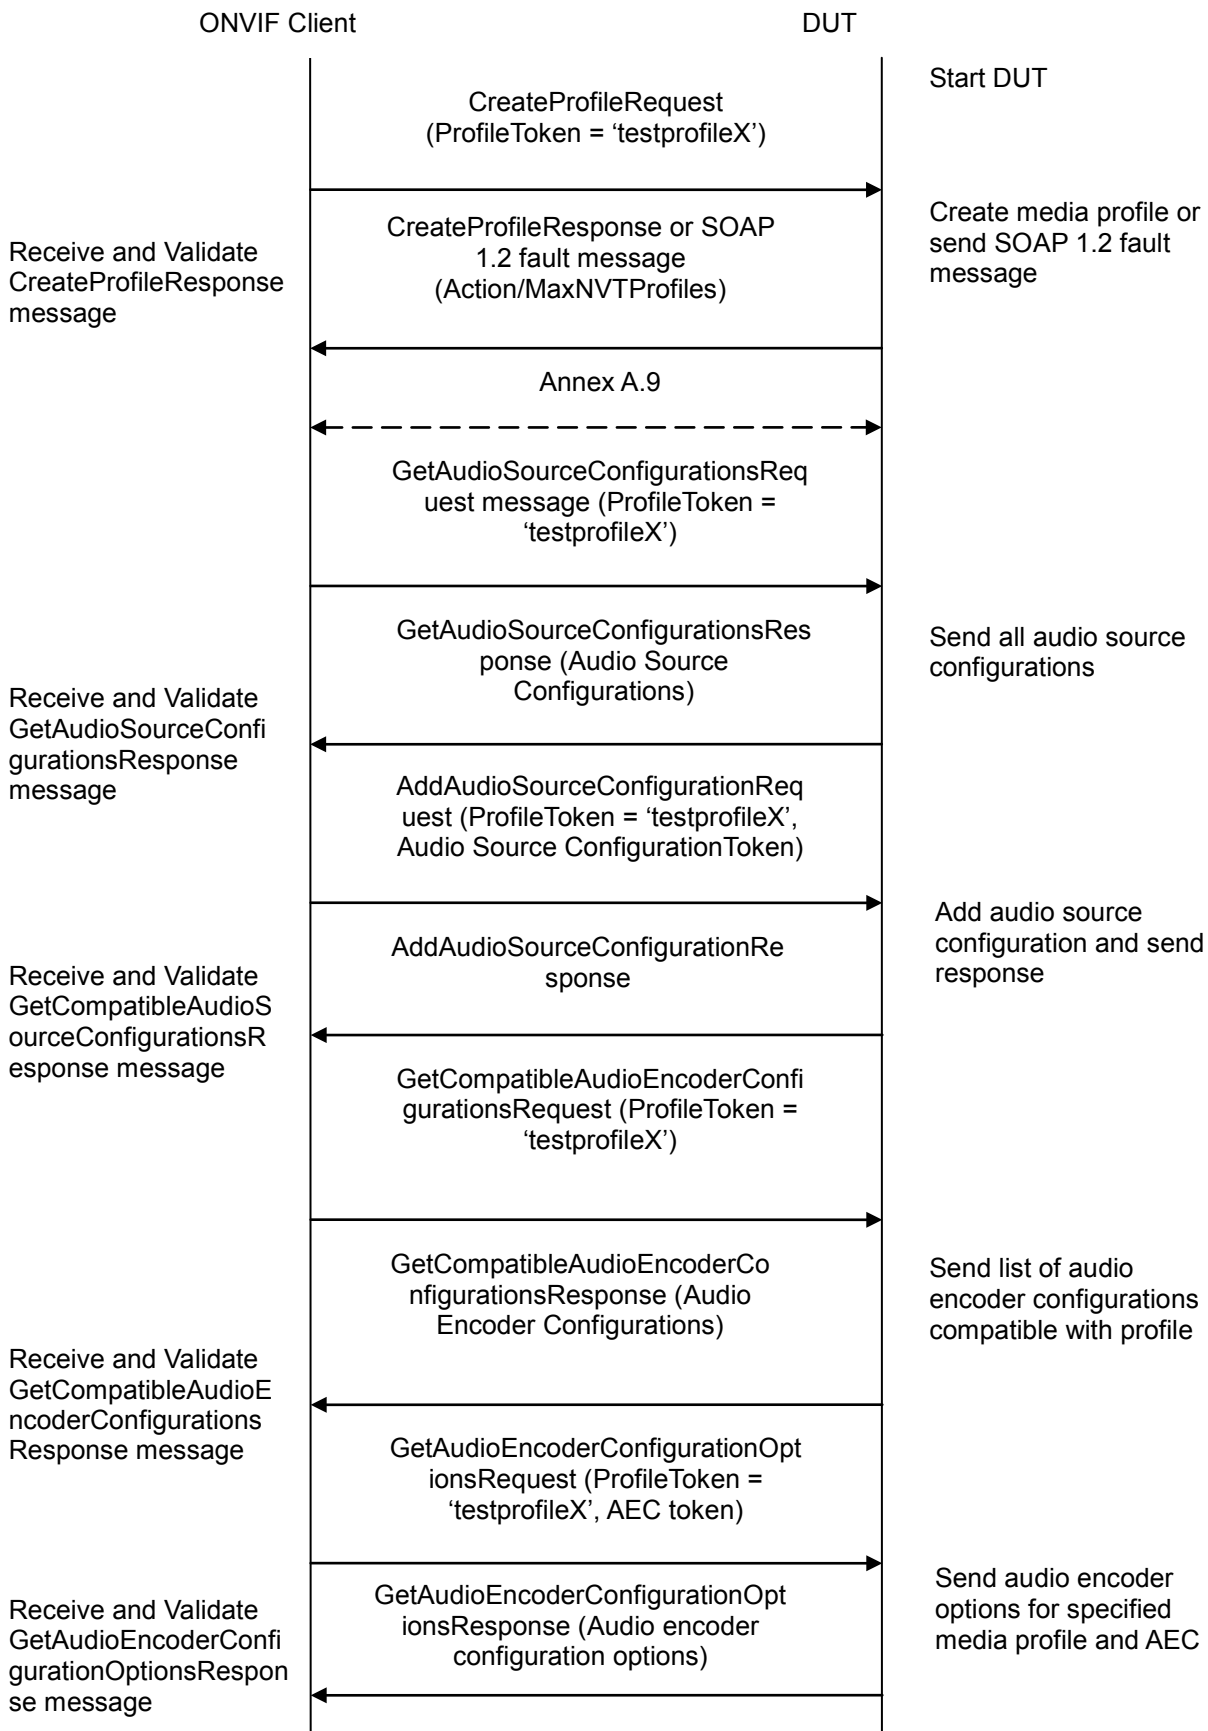 ONVIF Client
DUT
Start DUT
CreateProfileRequest
(ProfileToken = ‘testprofileX’)
Create media profile or
send SOAP 1.2 fault
message
CreateProfileResponse or SOAP
1.2 fault message
(Action/MaxNVTProfiles)
Receive and Validate
CreateProfileResponse
message
Annex A.9
GetAudioSourceConfigurationsReq
uest message (ProfileToken =
‘testprofileX’)
GetAudioSourceConfigurationsRes
ponse (Audio Source
Configurations)
Send all audio source
configurations
Receive and Validate
GetAudioSourceConfi
gurationsResponse
message
AddAudioSourceConfigurationReq
uest (ProfileToken = ‘testprofileX’,
Audio Source ConfigurationToken)
Add audio source
configuration and send
response
AddAudioSourceConfigurationRe
sponse
Receive and Validate
GetCompatibleAudioS
ourceConfigurationsR
esponse message
GetCompatibleAudioEncoderConfi
gurationsRequest (ProfileToken =
‘testprofileX’)
GetCompatibleAudioEncoderCo
nfigurationsResponse (Audio
Encoder Configurations)
Send list of audio
encoder configurations
compatible with profile
Receive and Validate
GetCompatibleAudioE
ncoderConfigurations
Response message
GetAudioEncoderConfigurationOpt
ionsRequest (ProfileToken =
‘testprofileX’, AEC token)
Send audio encoder
options for specified
media profile and AEC
GetAudioEncoderConfigurationOpt
ionsResponse (Audio encoder
configuration options)
Receive and Validate
GetAudioEncoderConfi
gurationOptionsRespon
se message